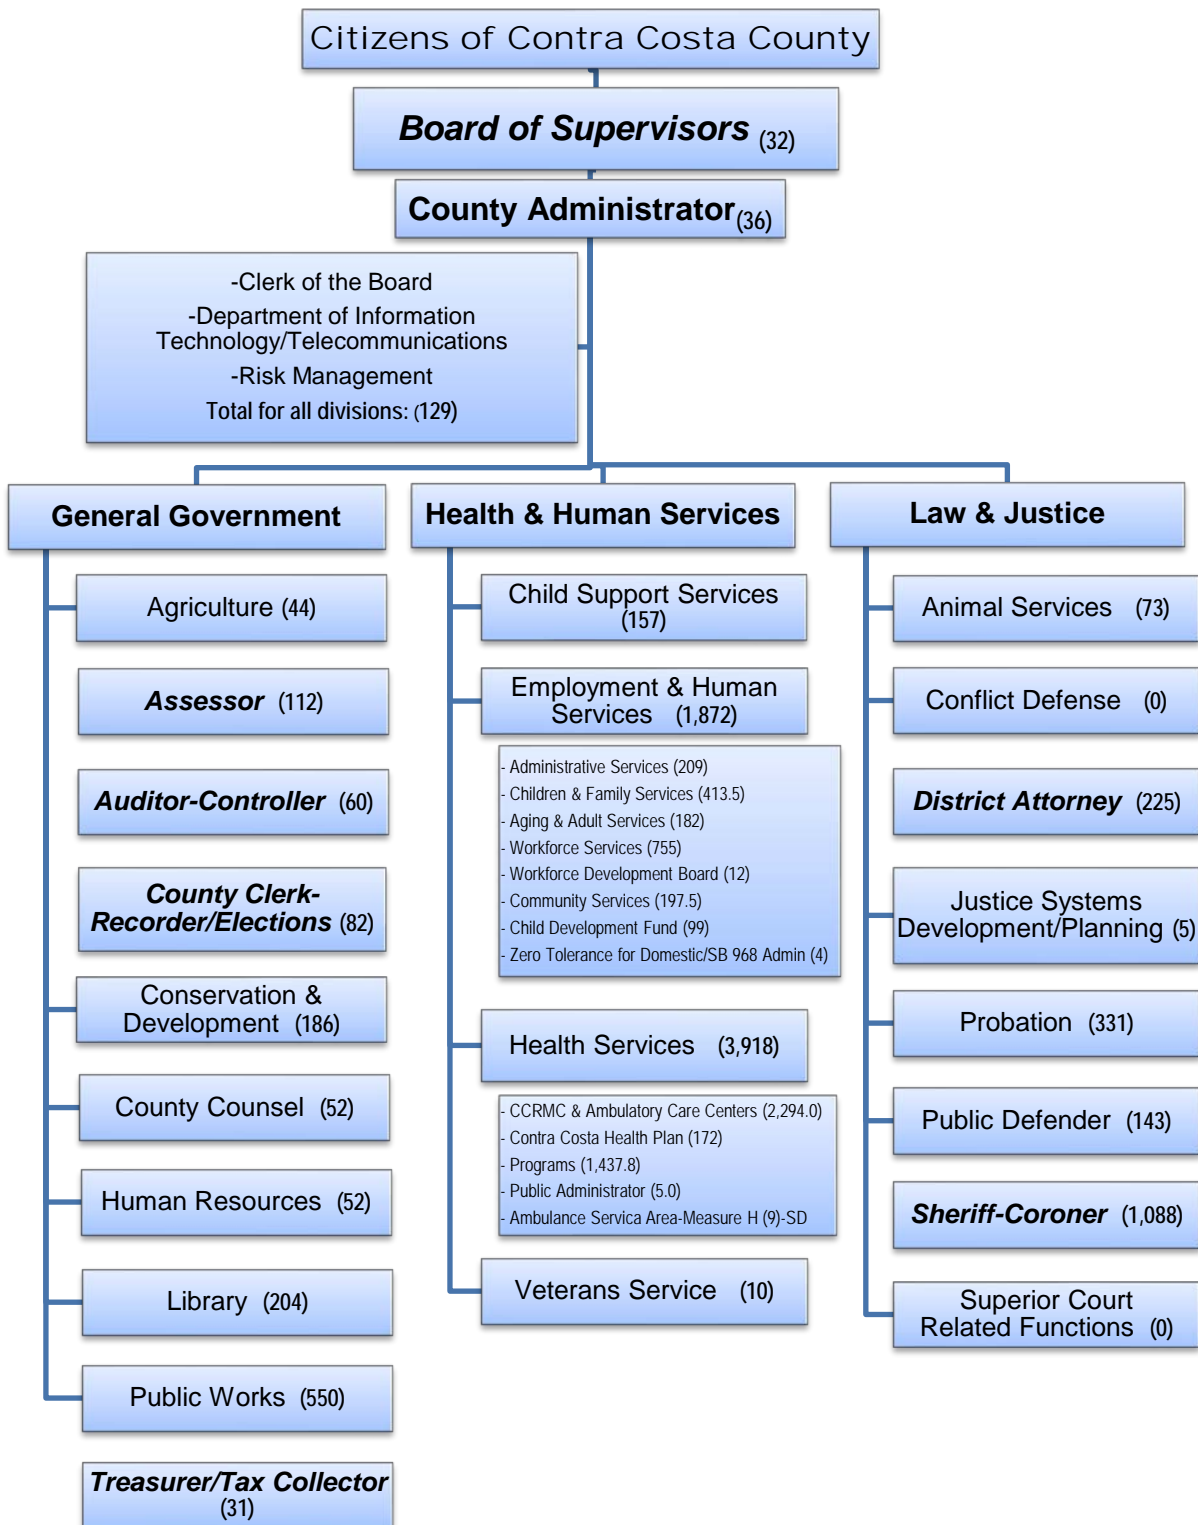 Citizens of Contra Costa County
Board of Supervisors (32)
County Administrator(36)
-Clerk of the Board
-Department of Information
Technology/Telecommunications
-Risk Management
Total for all divisions: (129)
General Government
Agriculture (44)
Assessor (112)
Auditor-Controller (60)
County Clerk-
Recorder/Elections (82)
Conservation &
Development (186)
County Counsel (52)
Human Resources (52)
Library (204)
Public Works (550)
Treasurer/Tax Collector
(31)
Health & Human Services
Child Support Services
(157)
Employment & Human
Services (1,872)
- Administrative Services (209)
- Children & Family Services (413.5)
- Aging & Adult Services (182)
- Workforce Services (755)
- Workforce Development Board (12)
- Community Services (197.5)
- Child Development Fund (99)
- Zero Tolerance for Domestic/SB 968 Admin (4)
Health Services (3,918)
- CCRMC & Ambulatory Care Centers (2,294.0)
- Contra Costa Health Plan (172)
- Programs (1,437.8)
- Public Administrator (5.0)
- Ambulance Servica Area-Measure H (9)-SD
Veterans Service (10)
Law & Justice
Animal Services (73)
Conflict Defense (0)
District Attorney (225)
Justice Systems
Development/Planning (5)
Probation (331)
Public Defender (143)
Sheriff-Coroner (1,088)
Superior Court
Related Functions (0)